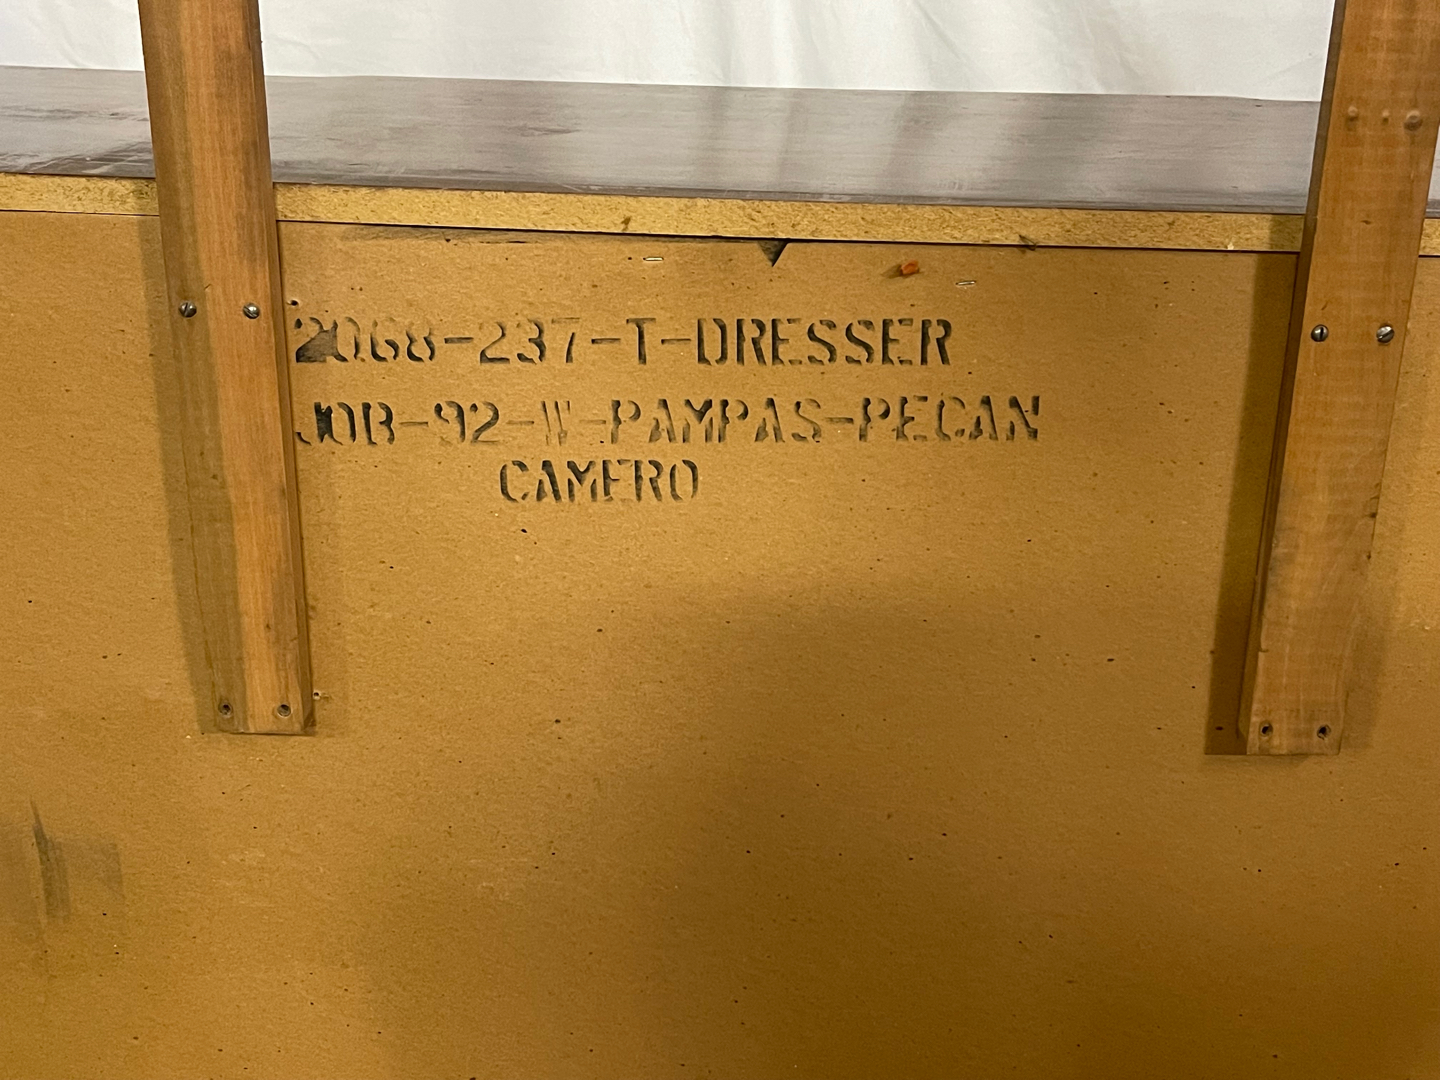 2068-237-T-DRESSER
JOB-92-W-PAMPAS-PECAN
CAMERO